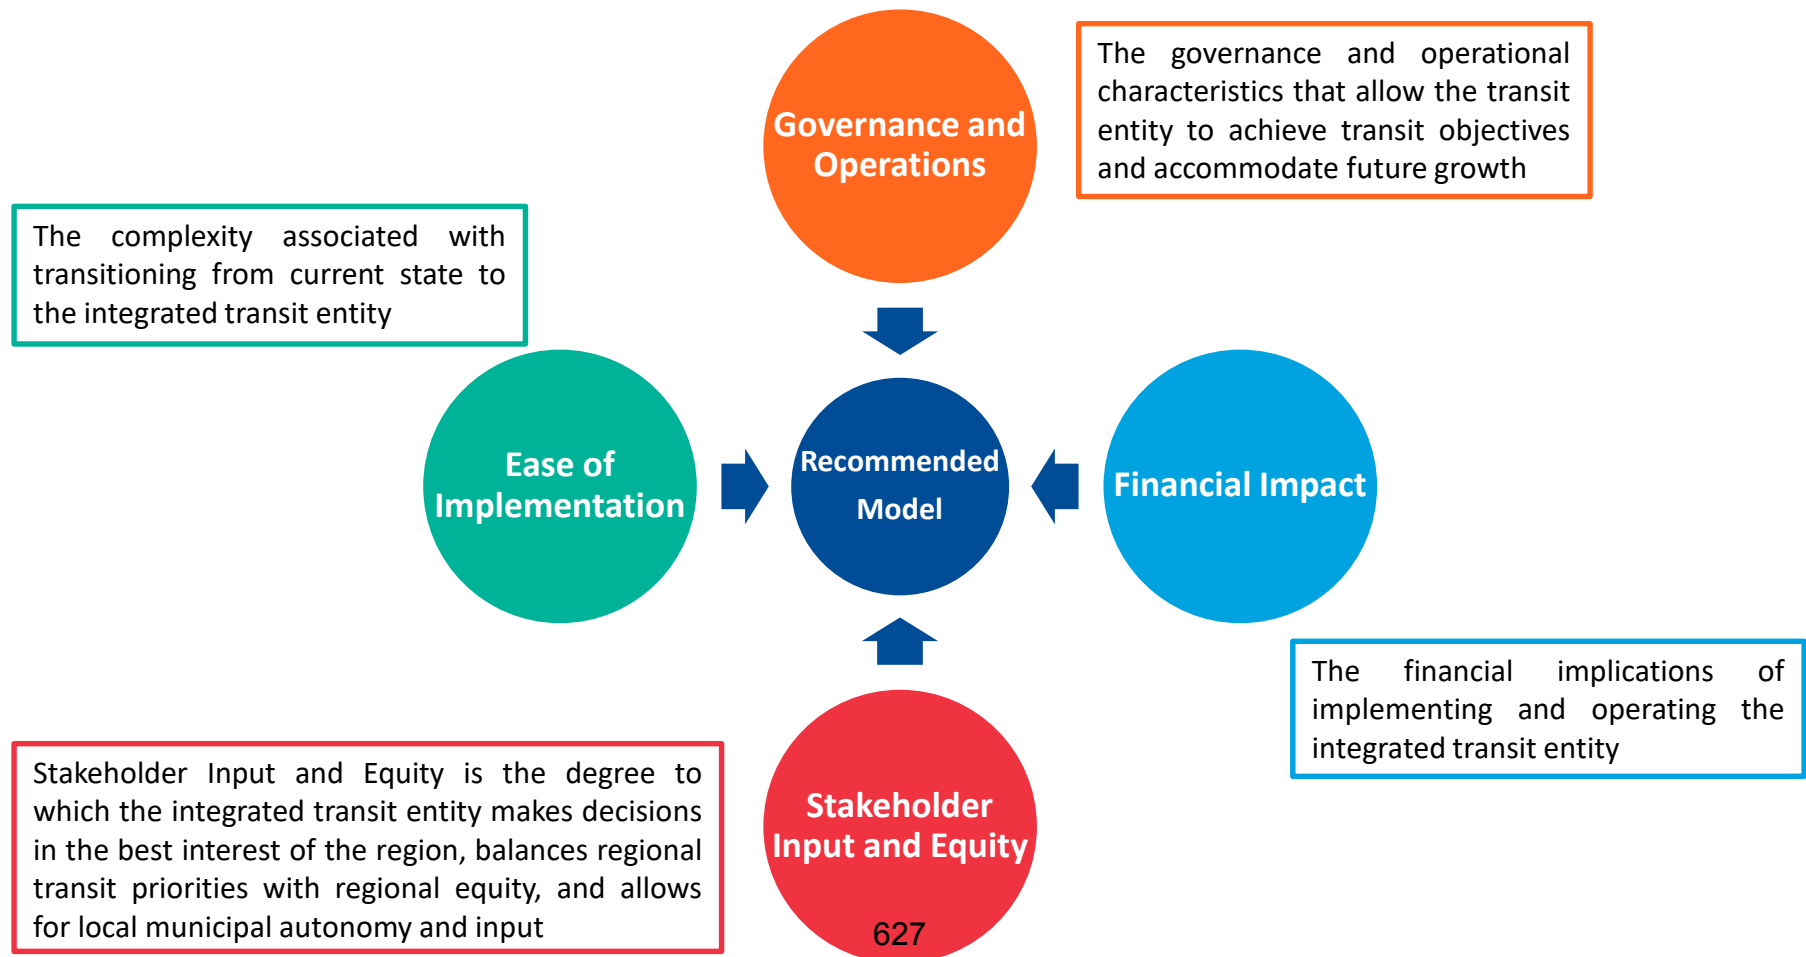 Governance and
Operations
The governance and operational
characteristics that allow the transit
entity to achieve transit objectives
and accommodate future growth
The complexity associated with
transitioning from current state to
the integrated transit entity
Ease of
Implementation
Recommended
Model
Financial Impact
The financial implications of
implementing and operating the
integrated transit entity
Stakeholder Input and Equity is the degree to
which the integrated transit entity makes decisions
in the best interest of the region, balances regional
transit priorities with regional equity, and allows
for local municipal autonomy and input
Stakeholder
Input and Equity
627